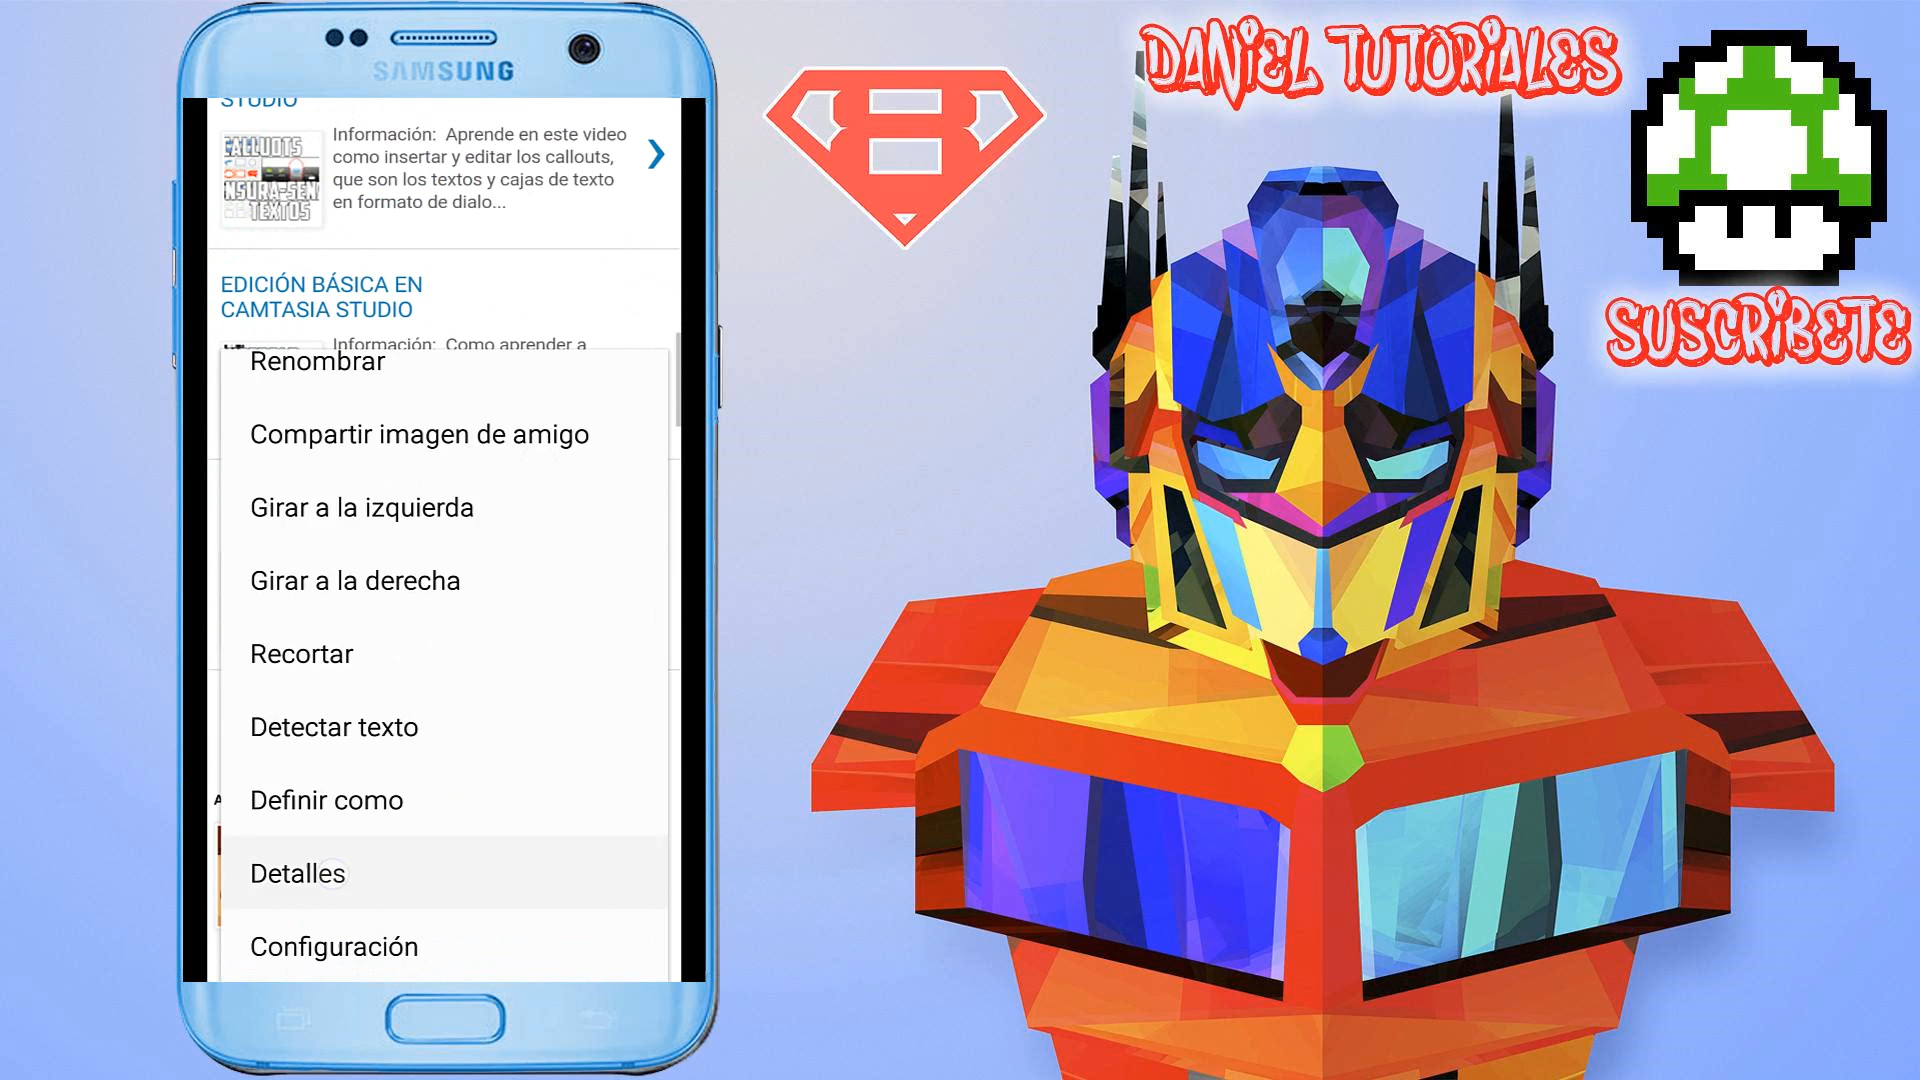 SAMSUNG
STUDIO
Información: Aprende en este video
como insertar y editar los callouts,
que son los textos y cajas de texto
en formato de dialo...
CALLUOTS
TEXTOS
EDICIÓN BÁSICA EN
CAMTASIA STUDIO
Información: Como aprender a
Renombrar
Compartir imagen de amigo
Girar a la izquierda
Girar a la derecha
Recortar
Detectar texto
Definir como
Detalles
Configuración
DANIEL TUTORIALES
SUSCRIBETE